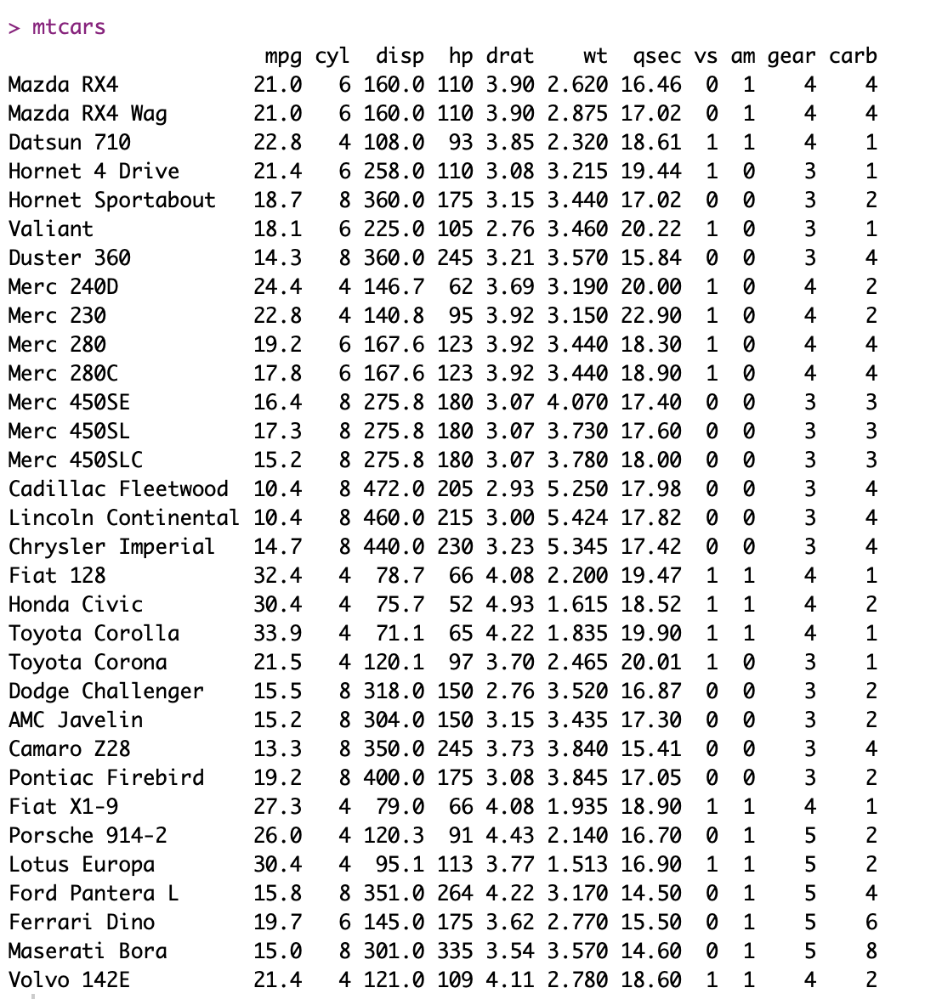 > mtcars
mpg cyl disp hp drat wt qsec vs am gear carb
Mazda RX4 21.0 6 160.0 110 3.90 2.620 16.46 0 1 4 4
Mazda RX4 Wag 21.0 6 160.0 110 3.90 2.875 17.02 0 1 4 4
Datsun 710 22.8 4 108.0 93 3.85 2.320 18.61 1 1 4 1
Hornet 4 Drive 21.4 6 258.0 110 3.08 3.215 19.44 1 0 3 1
Hornet Sportabout 18.7 8 360.0 175 3.15 3.440 17.02 0 0 3 2
Valiant 18.1 6 225.0 105 2.76 3.460 20.22 1 0 3 1
Duster 360 14.3 8 360.0 245 3.21 3.570 15.84 0 0 3 4
Merc 240D 24.4 4 146.7 62 3.69 3.190 20.00 1 0 4 2
Merc 230 22.8 4 140.8 95 3.92 3.150 22.90 1 0 4 2
Merc 280 19.2 6 167.6 123 3.92 3.440 18.30 1 0 4 4
Merc 280C 17.8 6 167.6 123 3.92 3.440 18.90 1 0 4 4
Merc 450SE 16.4 8 275.8 180 3.07 4.070 17.40 0 0 3 3
Merc 450SL 17.3 8 275.8 180 3.07 3.730 17.60 0 0 3 3
Merc 450SLC 15.2 8 275.8 180 3.07 3.780 18.00 0 0 3 3
Cadillac Fleetwood 10.4 8 472.0 205 2.93 5.250 17.98 0 0 3 4
Lincoln Continental 10.4 8 460.0 215 3.00 5.424 17.82 0 0 3 4
Chrysler Imperial 14.7 8 440.0 230 3.23 5.345 17.42 0 0 3 4
Fiat 128 32.4 4 78.7 66 4.08 2.200 19.47 1 1 4 1
Honda Civic 30.4 4 75.7 52 4.93 1.615 18.52 1 1 4 2
Toyota Corolla 33.9 4 71.1 65 4.22 1.835 19.90 1 1 4 1
Toyota Corona 21.5 4 120.1 97 3.70 2.465 20.01 1 0 3 1
Dodge Challenger 15.5 8 318.0 150 2.76 3.520 16.87 0 0 3 2
AMC Javelin 15.2 8 304.0 150 3.15 3.435 17.30 0 0 3 2
Camaro Z28 13.3 8 350.0 245 3.73 3.840 15.41 0 0 3 4
Pontiac Firebird 19.2 8 400.0 175 3.08 3.845 17.05 0 0 3 2
Fiat X1-9 27.3 4 79.0 66 4.08 1.935 18.90 1 1 4 1
Porsche 914-2 26.0 4 120.3 91 4.43 2.140 16.70 0 1 5 2
Lotus Europa 30.4 4 95.1 113 3.77 1.513 16.90 1 1 5 2
Ford Pantera L 15.8 8 351.0 264 4.22 3.170 14.50 0 1 5 4
Ferrari Dino 19.7 6 145.0 175 3.62 2.770 15.50 0 1 5 6
Maserati Bora 15.0 8 301.0 335 3.54 3.570 14.60 0 1 5 8
Volvo 142E 21.4 4 121.0 109 4.11 2.780 18.60 1 1 4 2